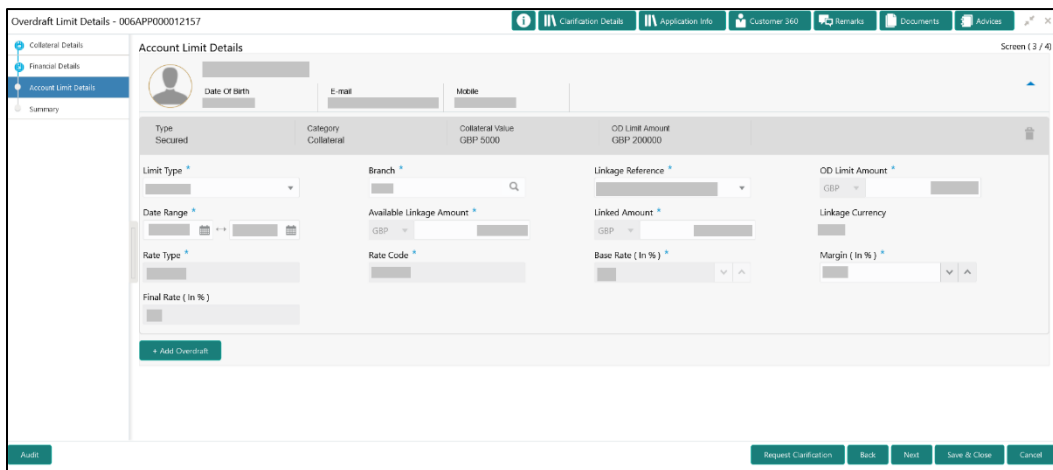 Overdraft Limit Details - 006APP000012157
Clarification Details
Application Info
Customer 360
Remarks
Documents
Advices
Collateral Details
Financial Details
Account Limit Details
Summary
Account Limit Details
Screen ( 3 / 4)
Date Of Birth
E-mail
Mobile
Type
Secured
Category
Collateral
Collateral Value
GBP 5000
OD Limit Amount
GBP 200000
Limit Type *
Branch *
Linkage Reference *
OD Limit Amount *
GBP
Date Range *
Available Linkage Amount *
GBP
Linked Amount *
GBP
Linkage Currency
Rate Type *
Rate Code *
Base Rate ( In % ) *
Margin ( In % ) *
Final Rate ( In % )
+ Add Overdraft
Audit
Request Clarification
Back
Next
Save & Close
Cancel